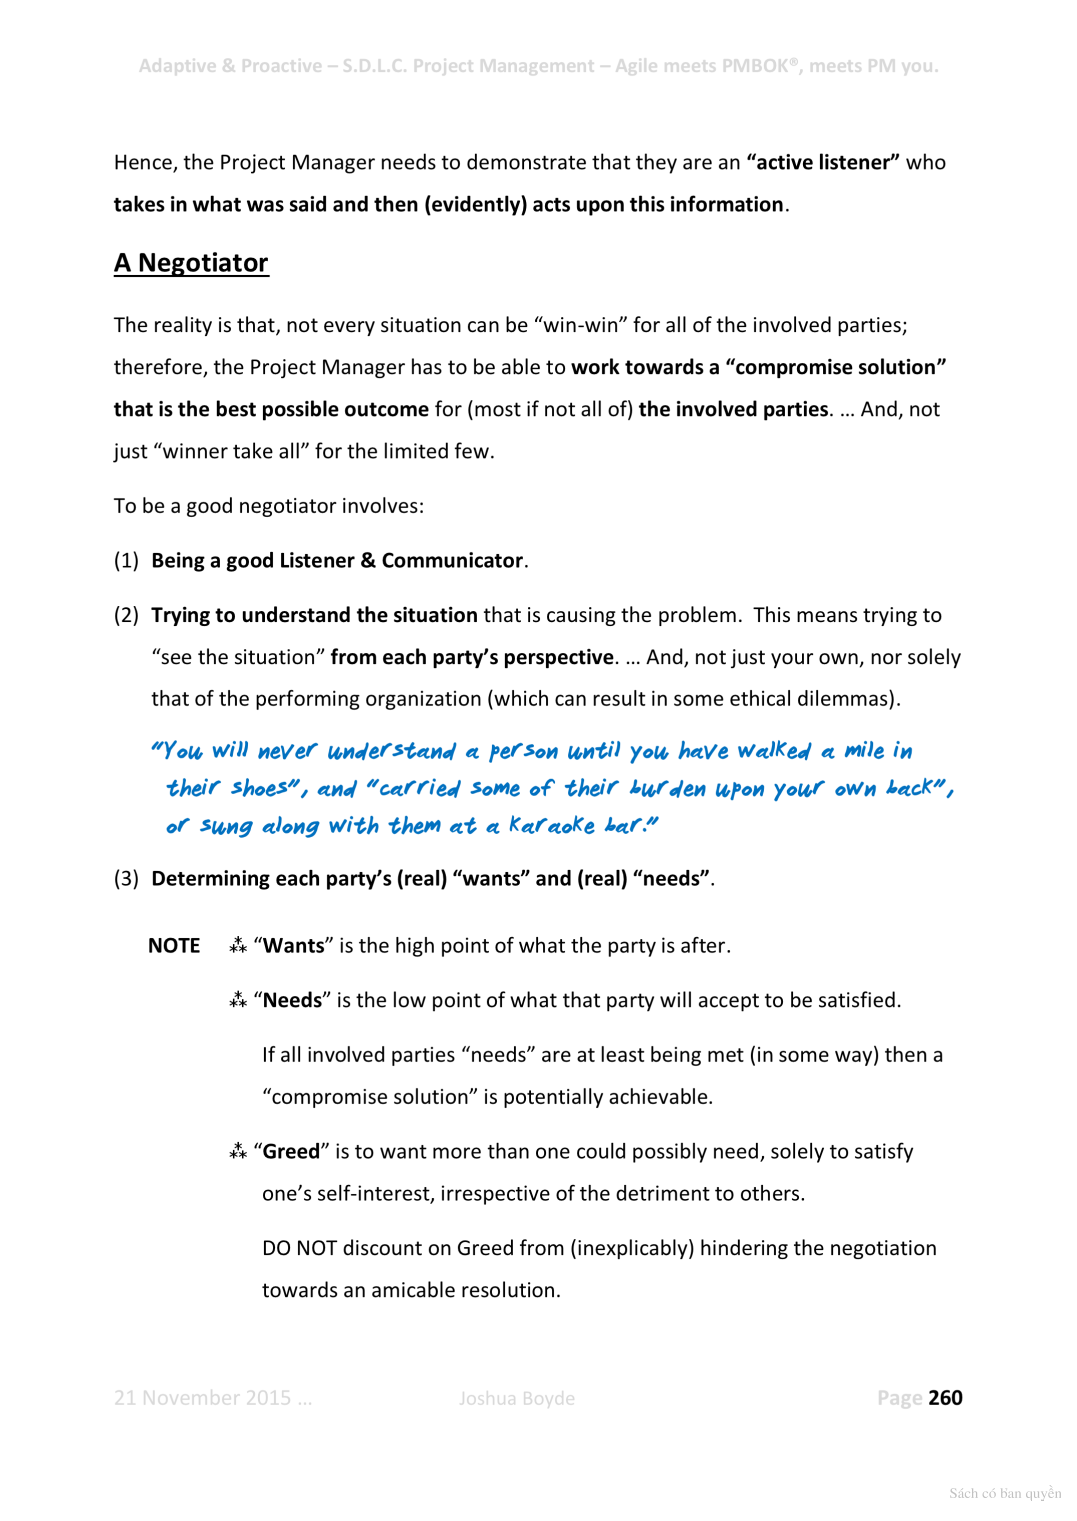 Adaptive & Proactive – S.D.L.C. Project Management – Agile meets PMBOK®, meets PM you.
Hence, the Project Manager needs to demonstrate that they are an “active listener” who
takes in what was said and then (evidently) acts upon this information.
A Negotiator
The reality is that, not every situation can be “win-win” for all of the involved parties;
therefore, the Project Manager has to be able to work towards a “compromise solution”
that is the best possible outcome for (most if not all of) the involved parties. … And, not
just “winner take all” for the limited few.
To be a good negotiator involves:
(1) Being a good Listener & Communicator.
(2) Trying to understand the situation that is causing the problem.  This means trying to
“see the situation” from each party’s perspective. … And, not just your own, nor solely
that of the performing organization (which can result in some ethical dilemmas).
“You will never understand a person until you have walked a mile in
their shoes”, and “carried some of their burden upon your own back”,
or sung along with them at a karaoke bar.”
(3) Determining each party’s (real) “wants” and (real) “needs”.
NOTE ⁂ “Wants” is the high point of what the party is after.
⁂ “Needs” is the low point of what that party will accept to be satisfied.
If all involved parties “needs” are at least being met (in some way) then a
“compromise solution” is potentially achievable.
⁂ “Greed” is to want more than one could possibly need, solely to satisfy
one’s self-interest, irrespective of the detriment to others.
DO NOT discount on Greed from (inexplicably) hindering the negotiation
towards an amicable resolution.
21 November 2015 … Joshua Boyde Page 260
Sách có bản quyền